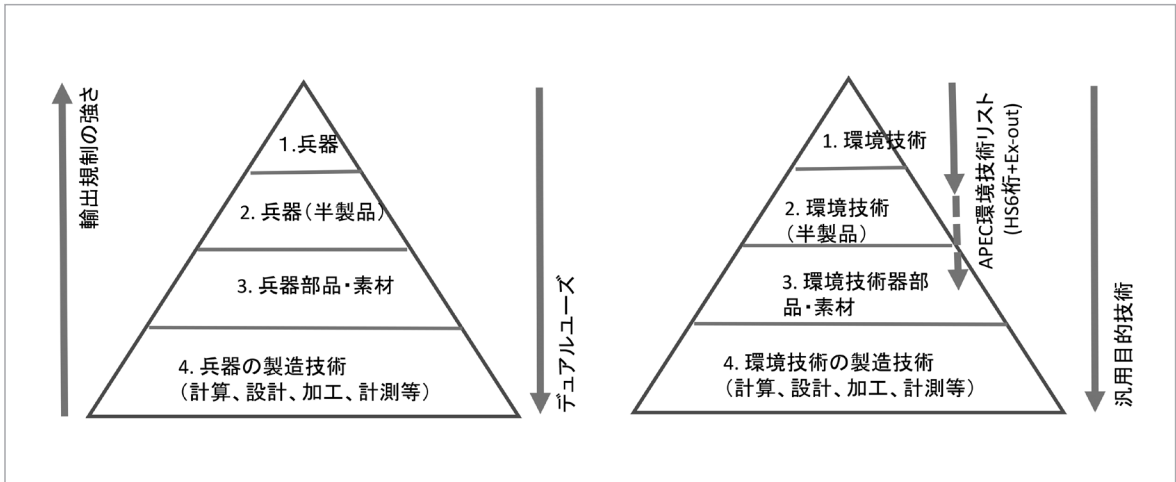 輸出規制の強さ
1.兵器
2. 兵器（半製品）
3. 兵器部品・素材
4. 兵器の製造技術
（計算、設計、加工、計測等）
デュアルユーズ
1. 環境技術
2. 環境技術
（半製品）
3. 環境技術器部
品・素材
4. 環境技術の製造技術
（計算、設計、加工、計測等）
APEC環境技術リスト
(HS6桁+Ex-out)
汎用目的技術